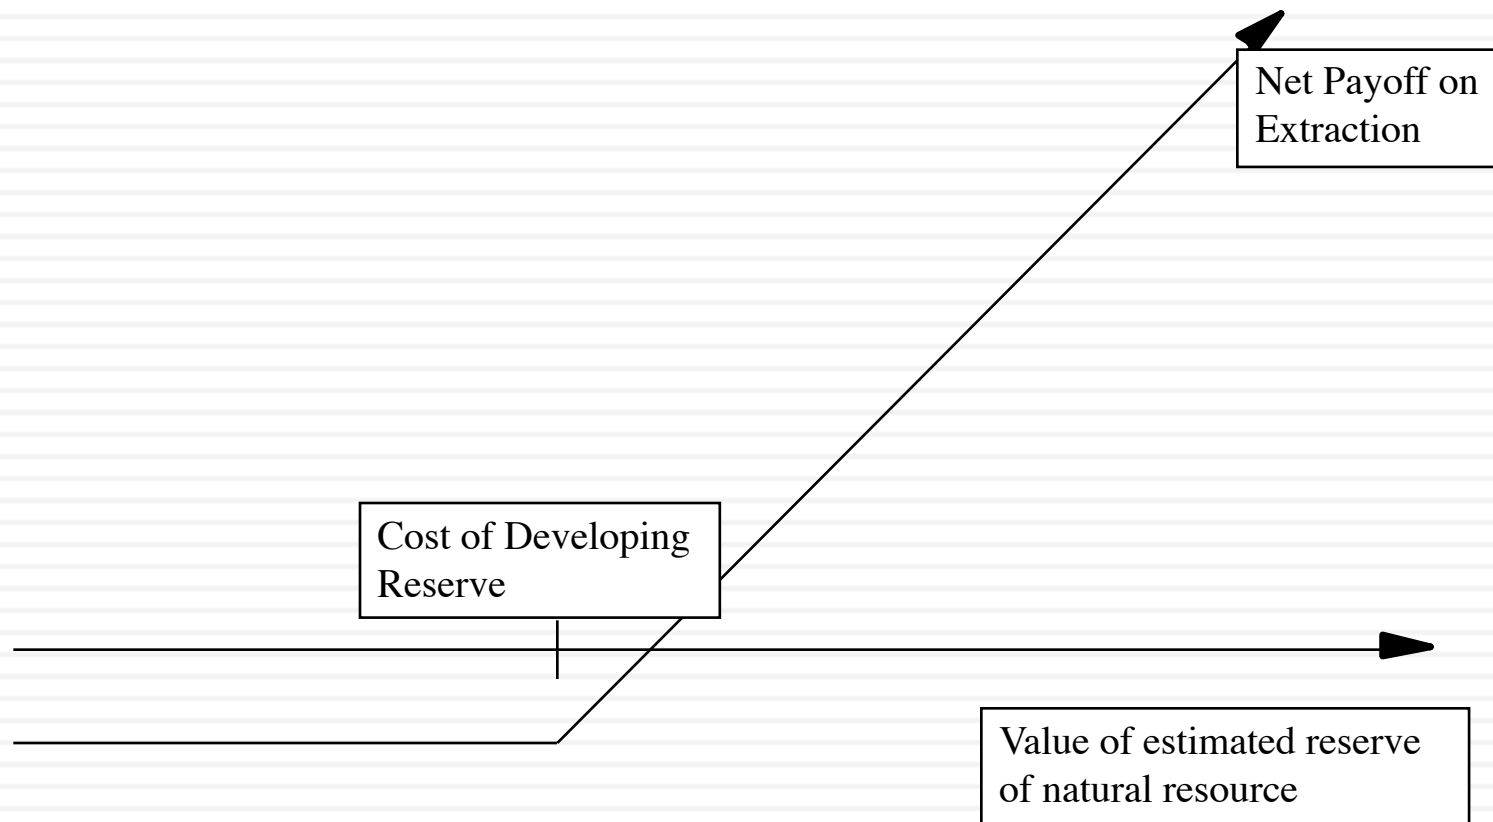 Net Payoff on
Extraction
Cost of Developing
Reserve
Value of estimated reserve
of natural resource